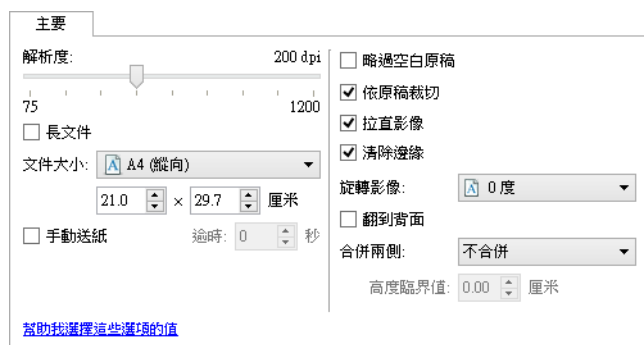 主要
解析度: 200 dpi
75 1200
長文件
文件大小: A4 (縱向)
21.0 × 29.7 厘米
手動送紙 逾時: 0 秒
幫助我選擇這些選項的值
略過空白原稿
依原稿裁切
拉直影像
清除邊緣
旋轉影像: 0 度
翻到背面
合併兩側: 不合併
高度臨界值: 0.00 厘米